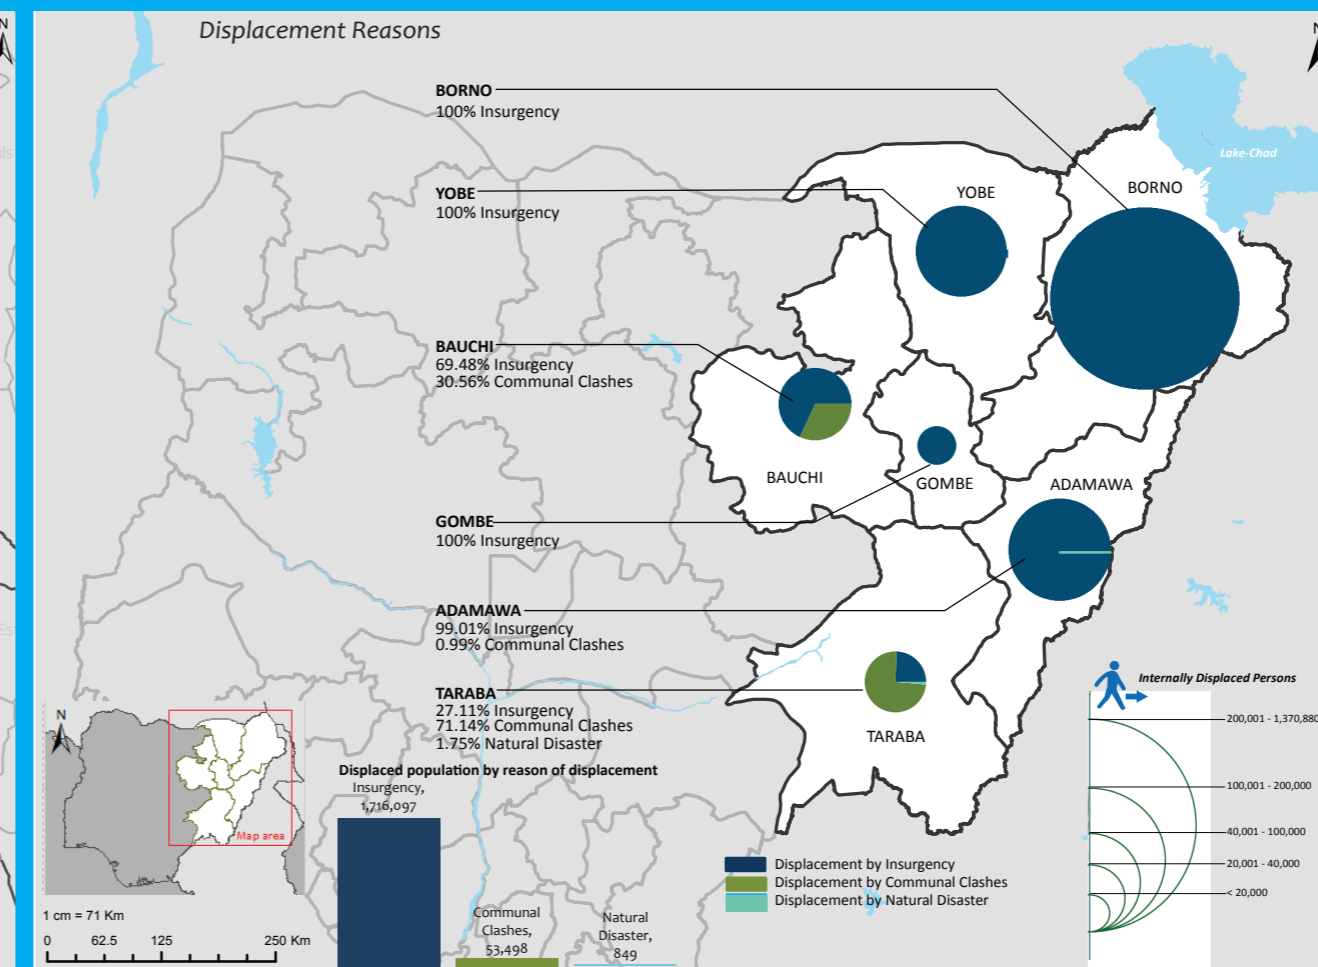 Displacement Reasons
N
N
N
BORNO
100% Insurgency
YOBE
100% Insurgency
BAUCHI
69.48% Insurgency
30.56% Communal Clashes
GOMBE
100% Insurgency
ADAMAWA
99.01% Insurgency
0.99% Communal Clashes
TARABA
27.11% Insurgency
71.14% Communal Clashes
1.75% Natural Disaster
Lake-Chad
YOBE
BORNO
BAUCHI
GOMBE
ADAMAWA
TARABA
Displaced population by reason of displacement
Insurgency,
1,716,097
Communal
Clashes,
53,498
Natural
Disaster,
849
Displacement by Insurgency
Displacement by Communal Clashes
Displacement by Natural Disaster
Internally Displaced Persons
200,001 - 1,370,880
100,001 - 200,000
40,001 - 100,000
20,001 - 40,000
< 20,000
N
Map area
1 cm = 71 Km
0 62.5 125 250 Km